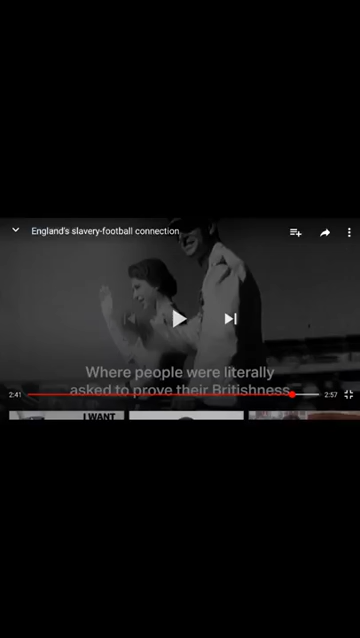 England's slavery-football connection
Where people were literally
asked to prove their Britishness
2:41
2:57
I WANT